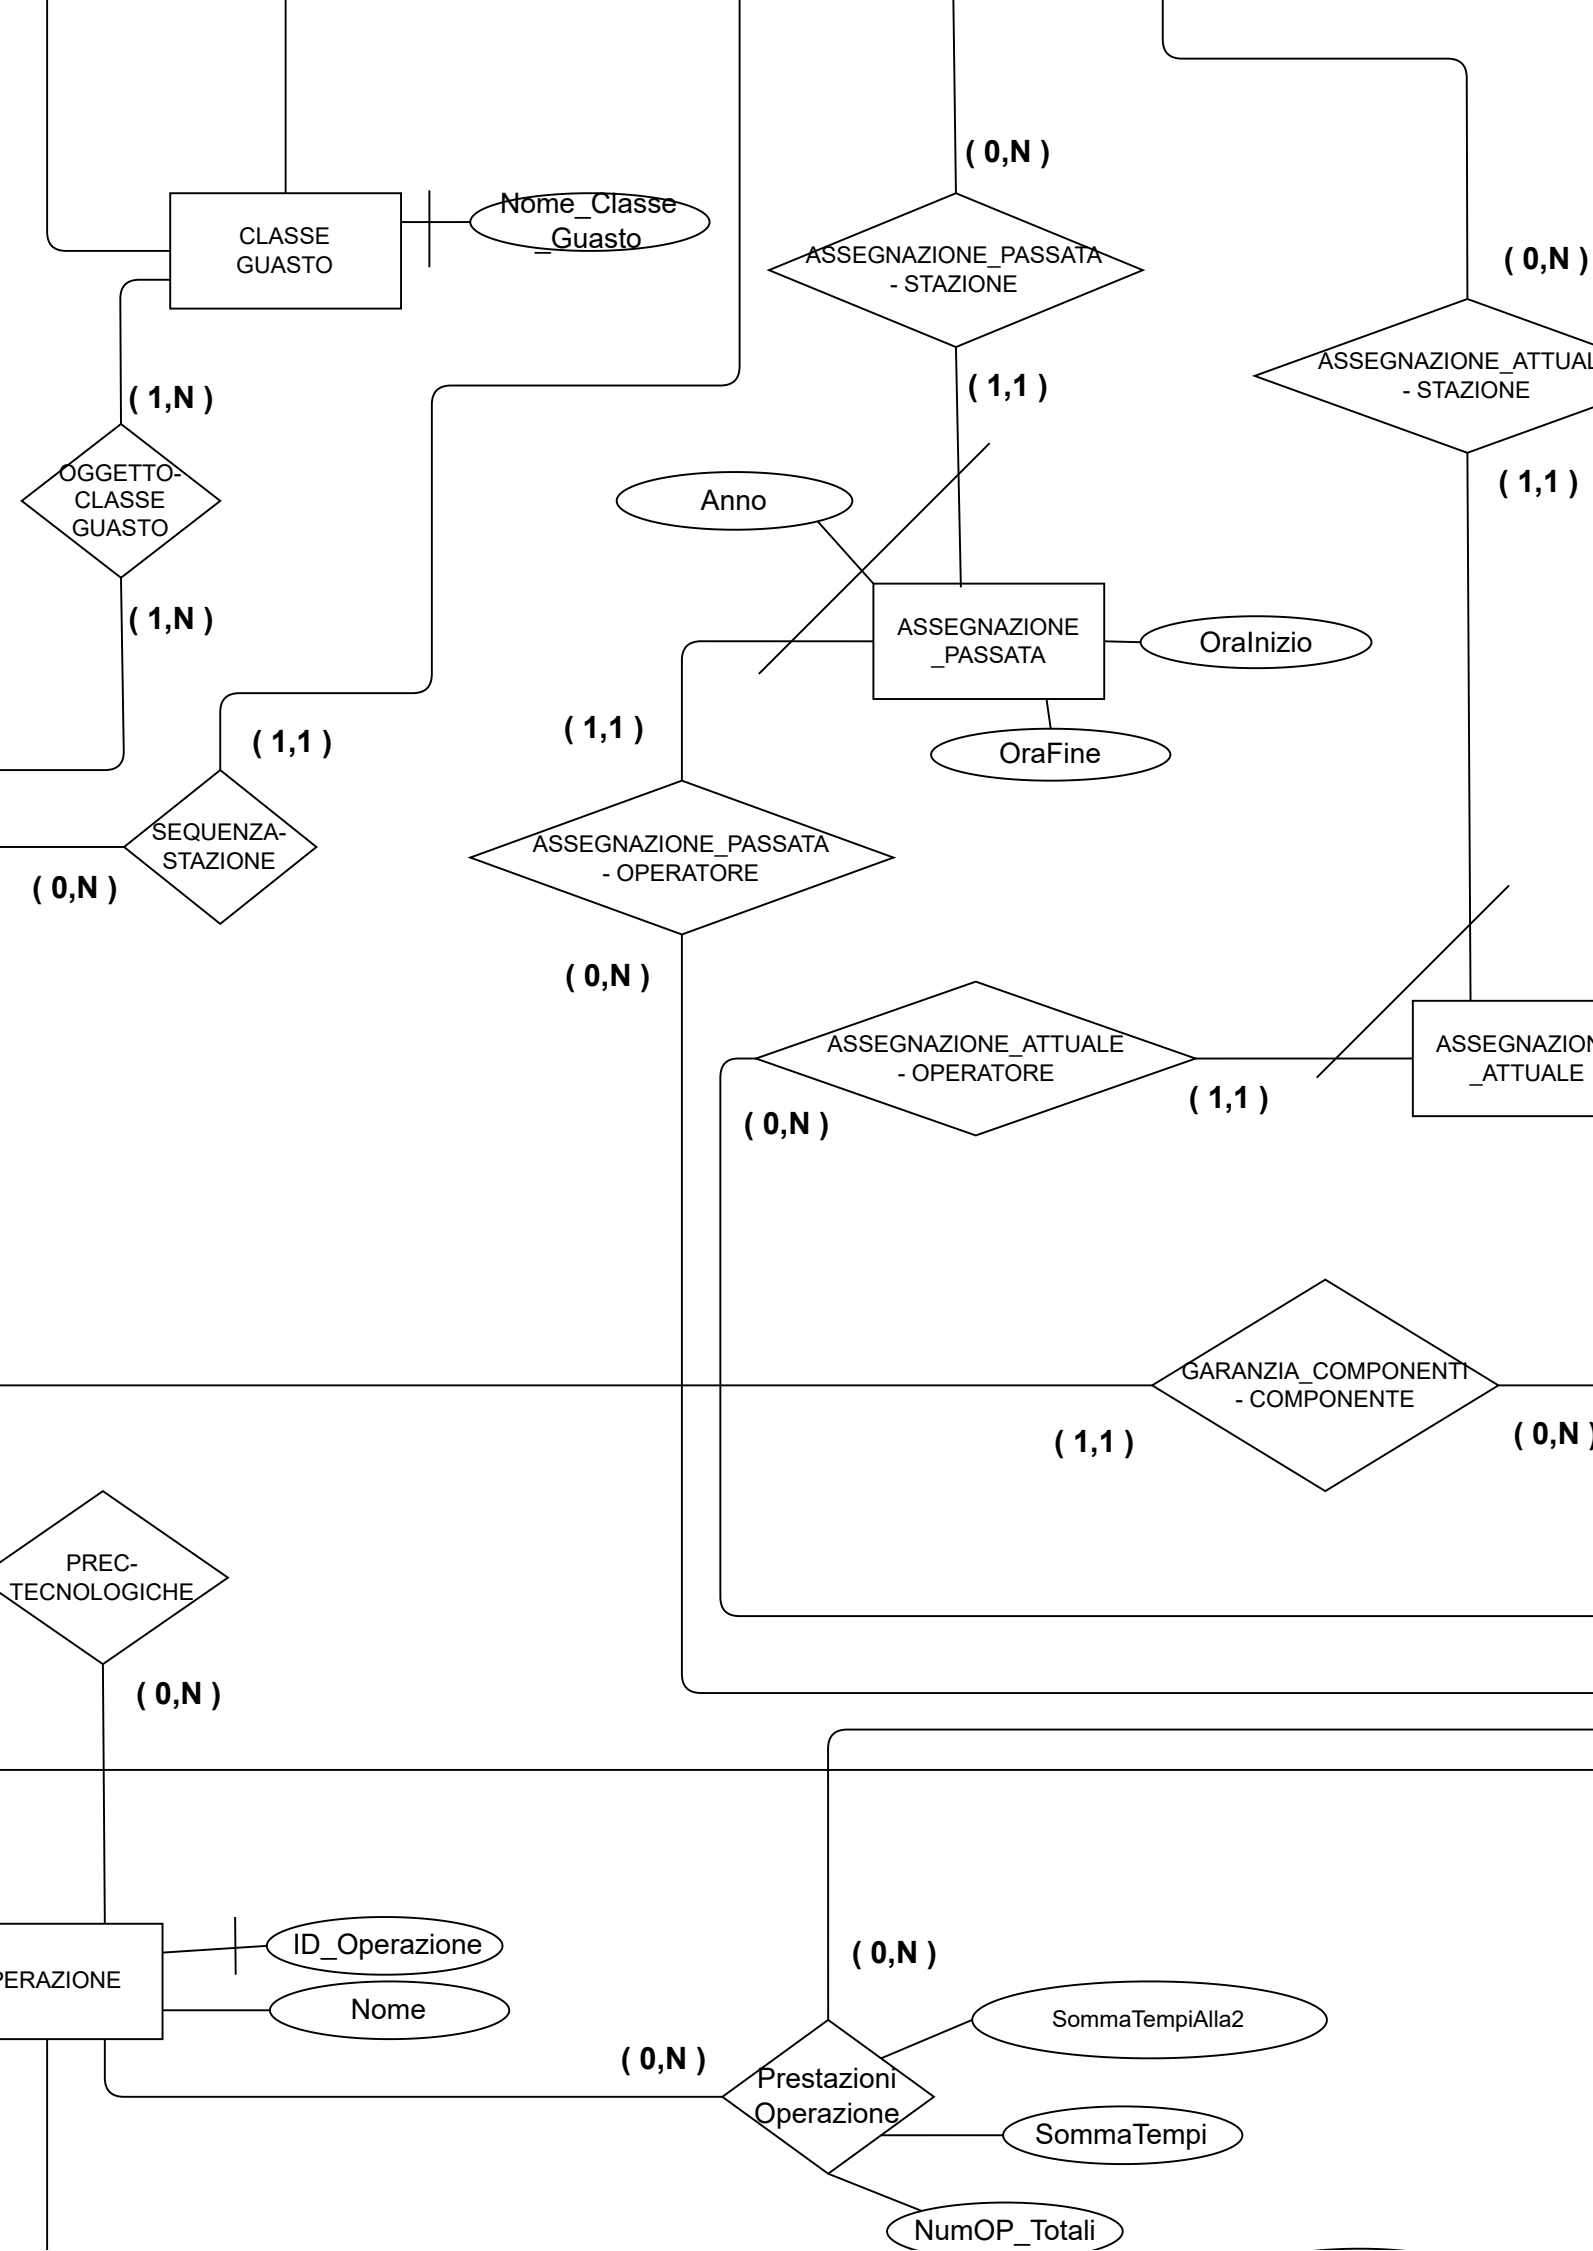 ( 0,N )
Nome_Classe
_Guasto
CLASSE
GUASTO
ASSEGNAZIONE_PASSATA
- STAZIONE
( 0,N )
ASSEGNAZIONE_ATTUAL
- STAZIONE
( 1,N )
( 1,1 )
OGGETTO-
CLASSE
GUASTO
Anno
( 1,1 )
( 1,N )
ASSEGNAZIONE
_PASSATA
OraInizio
( 1,1 )
( 1,1 )
OraFine
SEQUENZA-
STAZIONE
ASSEGNAZIONE_PASSATA
- OPERATORE
( 0,N )
( 0,N )
ASSEGNAZIONE_ATTUALE
- OPERATORE
ASSEGNAZION
_ATTUALE
( 0,N )
( 1,1 )
GARANZIA_COMPONENTI
- COMPONENTE
( 1,1 )
( 0,N )
PREC-
TECNOLOGICHE
( 0,N )
ID_Operazione
PERAZIONE
Nome
( 0,N )
SommaTempiAlla2
( 0,N )
Prestazioni
Operazione
SommaTempi
NumOP_Totali